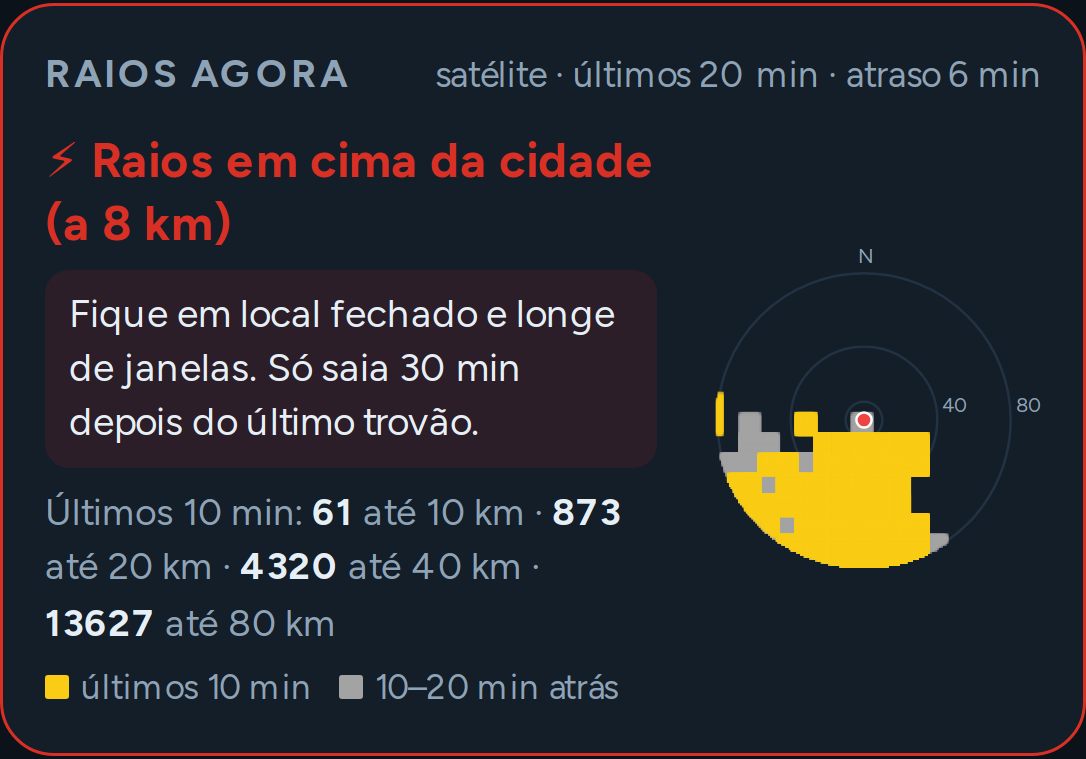 RAIOS AGORA
satélite · últimos 20 min · atraso 6 min
⚡ Raios em cima da cidade
(a 8 km)
Fique em local fechado e longe
de janelas. Só saia 30 min
depois do último trovão.
Últimos 10 min: 61 até 10 km · 873
até 20 km · 4320 até 40 km ·
13627 até 80 km
últimos 10 min
10–20 min atrás
N
40
80